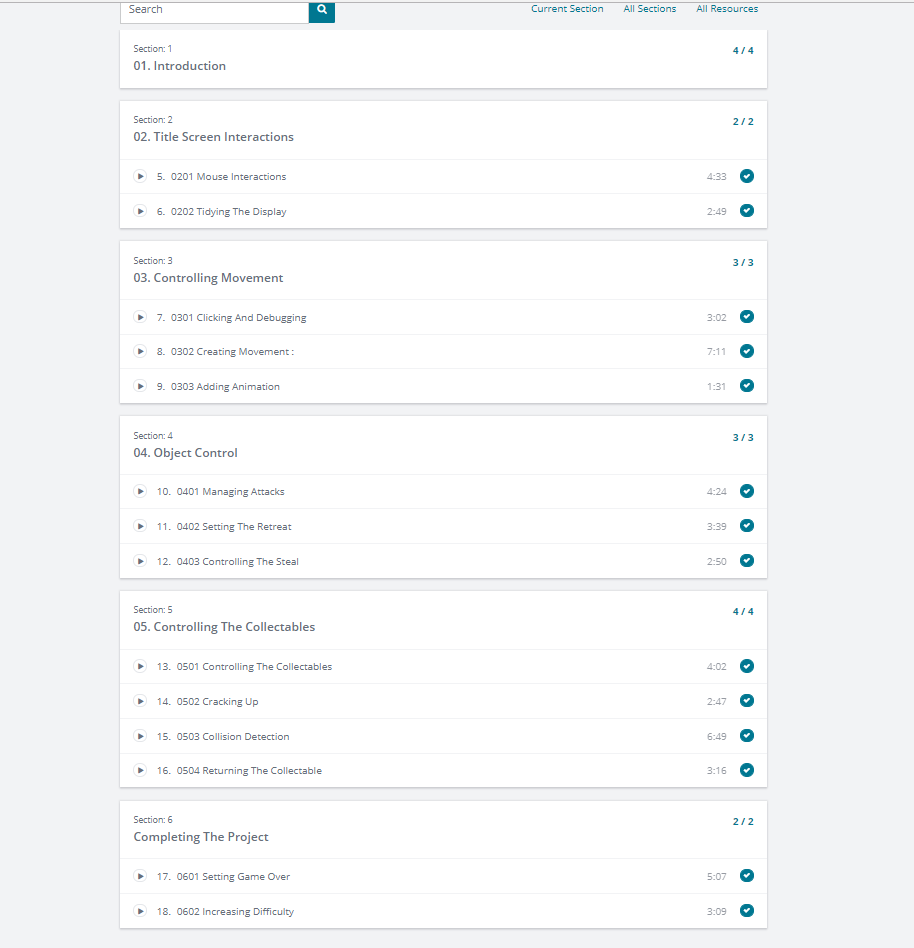 Search
Current Section All Sections All Resources
Section: 1
01. Introduction
4 / 4
Section: 2
02. Title Screen Interactions
2 / 2
5. 0201 Mouse Interactions 4:33
6. 0202 Tidying The Display 2:49
Section: 3
03. Controlling Movement
3 / 3
7. 0301 Clicking And Debugging 3:02
8. 0302 Creating Movement : 7:11
9. 0303 Adding Animation 1:31
Section: 4
04. Object Control
3 / 3
10. 0401 Managing Attacks 4:24
11. 0402 Setting The Retreat 3:39
12. 0403 Controlling The Steal 2:50
Section: 5
05. Controlling The Collectables
4 / 4
13. 0501 Controlling The Collectables 4:02
14. 0502 Cracking Up 2:47
15. 0503 Collision Detection 6:49
16. 0504 Returning The Collectable 3:16
Section: 6
Completing The Project
2 / 2
17. 0601 Setting Game Over 5:07
18. 0602 Increasing Difficulty 3:09